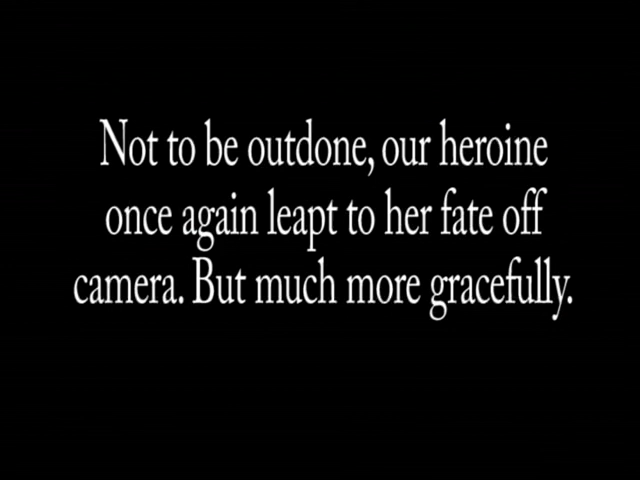 Not to be outdone, our heroine
once again leapt to her fate off
camera. But much more gracefully.